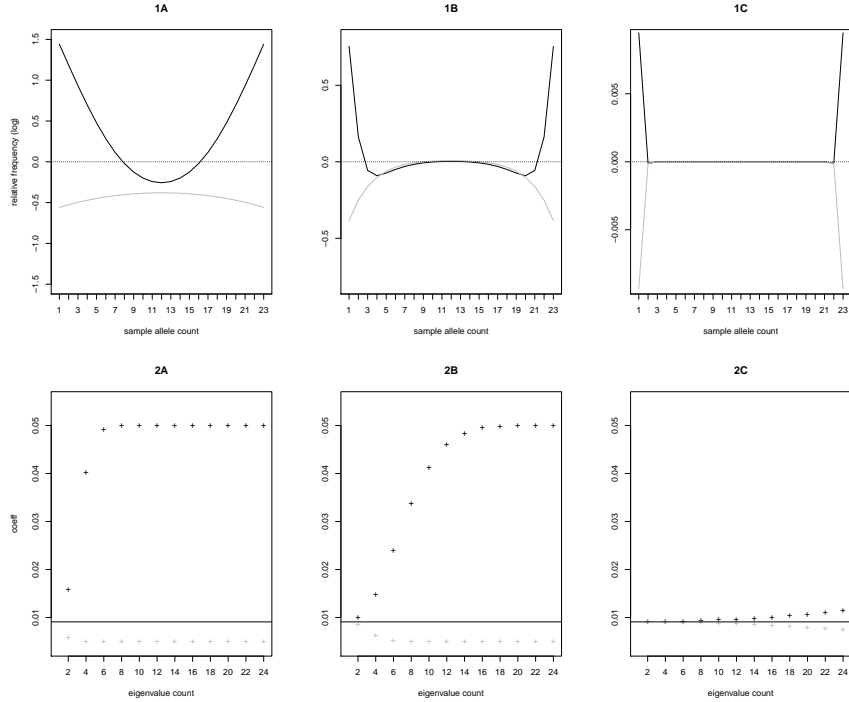 1A
1B
1C
relative frequency (log)
1.5
1.0
0.5
0.0
−0.5
−1.0
−1.5
0.5
0.0
−0.5
0.005
0.000
−0.005
1 3 5 7 9 11 13 15 17 19 21 23
1 3 5 7 9 11 13 15 17 19 21 23
1 3 5 7 9 11 13 15 17 19 21 23
sample allele count
sample allele count
sample allele count
2A
2B
2C
coeff
0.05
0.04
0.03
0.02
0.01
0.05
0.04
0.03
0.02
0.01
0.05
0.04
0.03
0.02
0.01
2 4 6 8 10 12 14 16 18 20 22 24
2 4 6 8 10 12 14 16 18 20 22 24
2 4 6 8 10 12 14 16 18 20 22 24
eigenvalue count
eigenvalue count
eigenvalue count